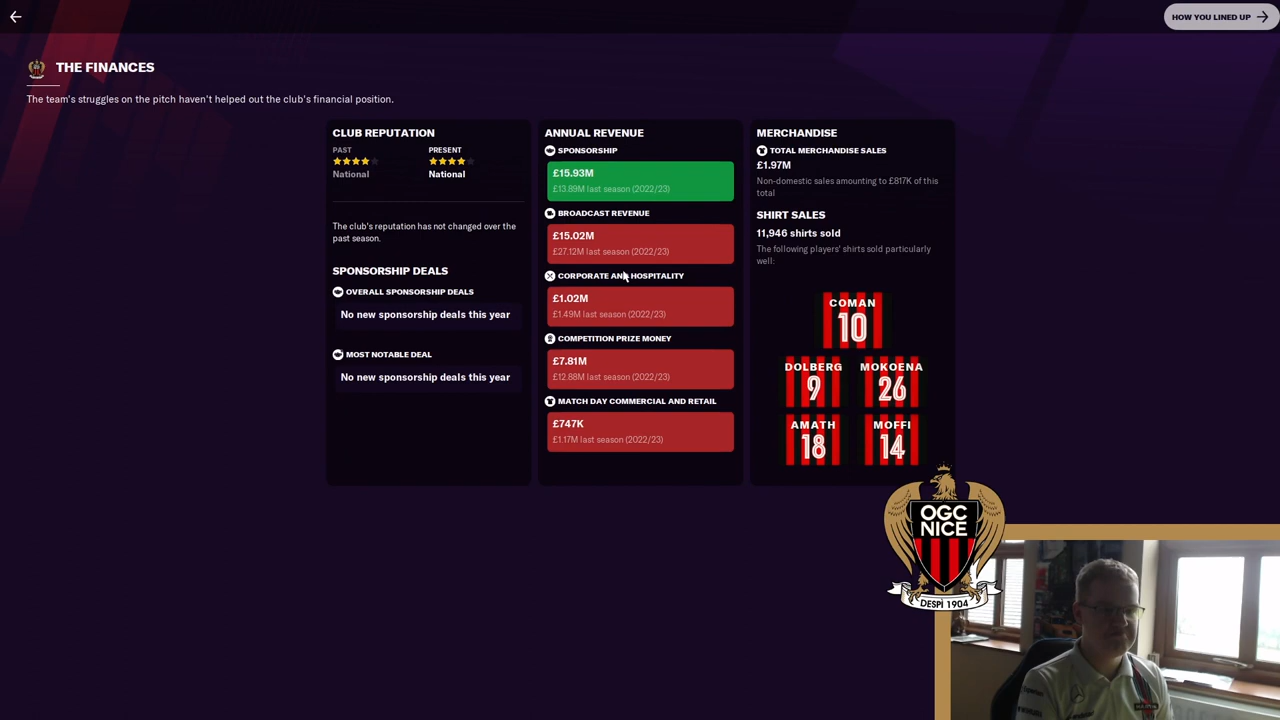 HOW YOU LINED UP
THE FINANCES
The team's struggles on the pitch haven't helped out the club's financial position.
CLUB REPUTATION
PAST
PRESENT
National
National
The club's reputation has not changed over the
past season.
SPONSORSHIP DEALS
OVERALL SPONSORSHIP DEALS
No new sponsorship deals this year
MOST NOTABLE DEAL
No new sponsorship deals this year
ANNUAL REVENUE
SPONSORSHIP
£15.93M
£13.89M last season (2022/23)
BROADCAST REVENUE
£15.02M
£27.12M last season (2022/23)
CORPORATE AND HOSPITALITY
£1.02M
£1.49M last season (2022/23)
COMPETITION PRIZE MONEY
£7.81M
£12.88M last season (2022/23)
MATCH DAY COMMERCIAL AND RETAIL
£747K
£1.17M last season (2022/23)
MERCHANDISE
TOTAL MERCHANDISE SALES
£1.97M
Non-domestic sales amounting to £817K of this
total
SHIRT SALES
11,946 shirts sold
The following players' shirts sold particularly
well:
COMAN
10
DOLBERG
9
MOKOENA
26
AMATH
18
MOFFI
14
OGC
NICE
DESPÍ 1904